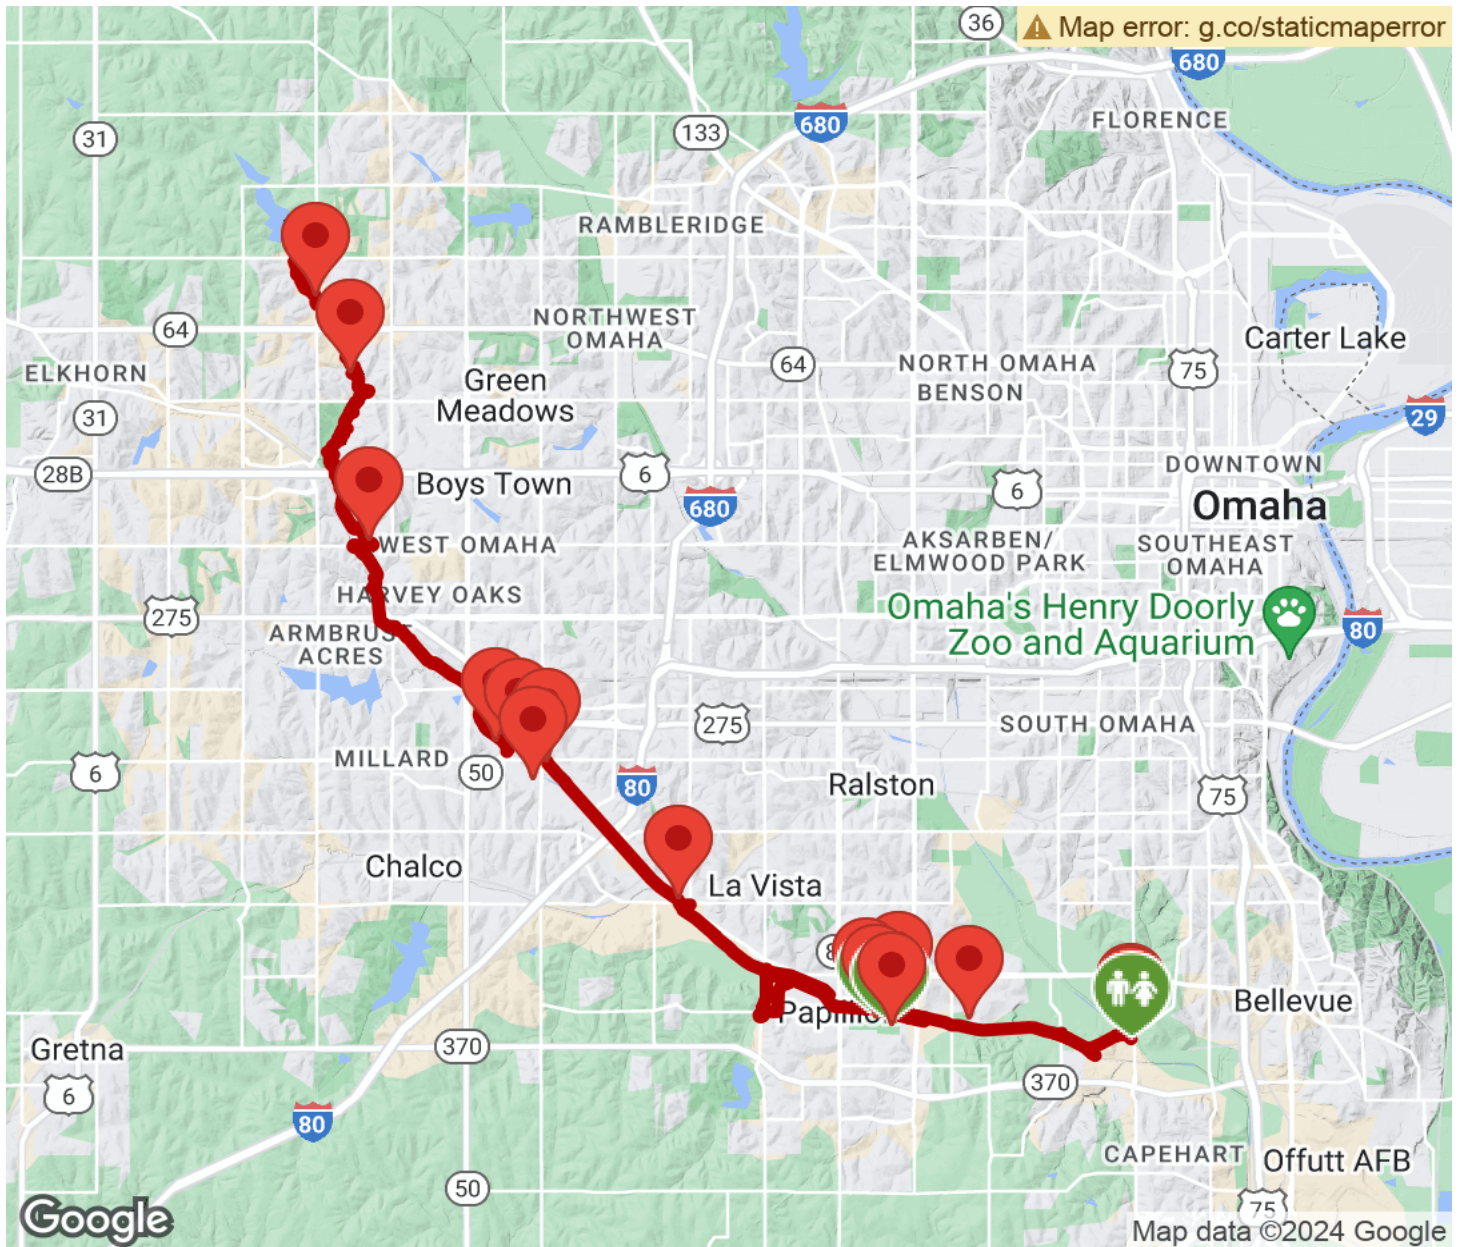 36
Map error: g.co/staticmaperror
680
FLORENCE
680
133
31
RAMBLERIDGE
NORTHWEST
OMAHA
64
64
Carter Lake
NORTH OMAHA
BENSON
75
ELKHORN
Green
Meadows
31
29
28B
Boys Town
6
6
DOWNTOWN
Omaha
680
WEST OMAHA
AKSARBEN/
ELMWOOD PARK
SOUTHEAST
OMAHA
HARVEY OAKS
Omaha's Henry Doorly
Zoo and Aquarium
275
80
ARMBRUST
ACRES
275
SOUTH OMAHA
MILLARD
50
6
80
Ralston
75
Chalco
La Vista
Bellevue
Gretna
370
6
370
80
CAPEHART
Offutt AFB
50
75
Google
Map data ©2024 Google